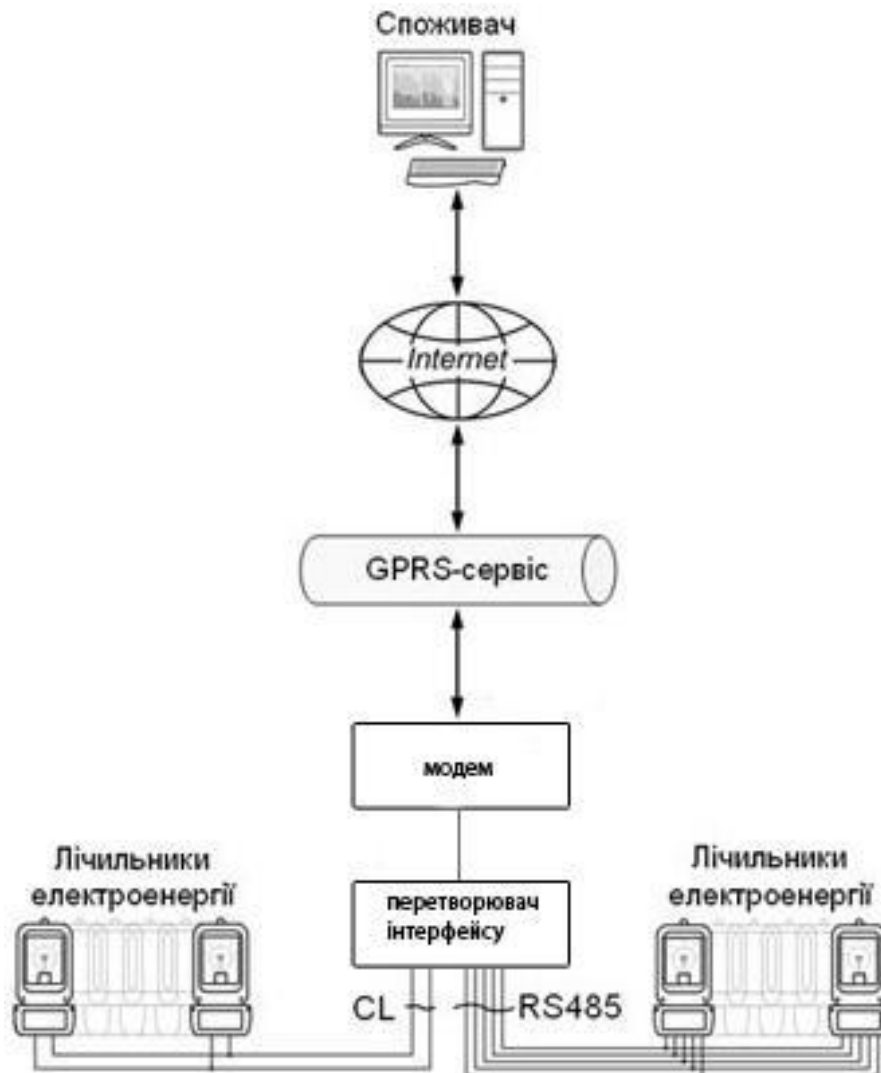 Споживач
Internet
GPRS-сервіс
модем
Лічильники
електроенергії
перетворювач
інтерфейсу
Лічильники
електроенергії
CL
RS485